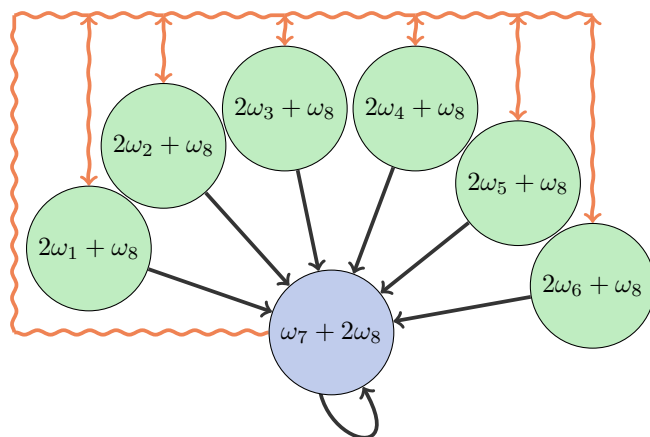 2ω₁ + ω₈
2ω₂ + ω₈
2ω₃ + ω₈
2ω₄ + ω₈
2ω₅ + ω₈
2ω₆ + ω₈
ω₇ + 2ω₈